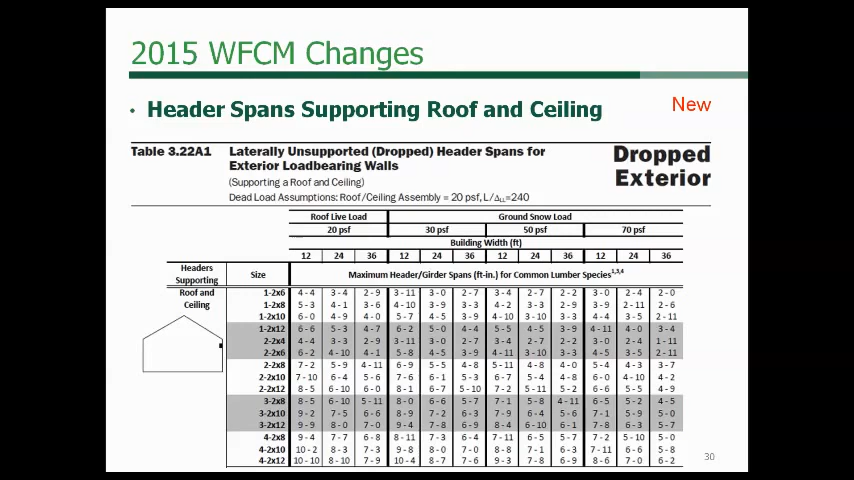 2015 WFCM Changes
• Header Spans Supporting Roof and Ceiling
New
Table 3.22A1 Laterally Unsupported (Dropped) Header Spans for
Exterior Loadbearing Walls
(Supporting a Roof and Ceiling)
Dead Load Assumptions: Roof/Ceiling Assembly = 20 psf, L/ΔLL=240
Dropped
Exterior
Roof Live Load Ground Snow Load
20 psf 30 psf 50 psf 70 psf
Building Width (ft)
12 24 36 12 24 36 12 24 36 12 24 36
Headers
Supporting
Size Maximum Header/Girder Spans (ft-in.) for Common Lumber Species1,3,4
Roof and
Ceiling
1-2x6 4 - 4 3 - 4 2 - 9 3 - 11 3 - 0 2 - 7 3 - 4 2 - 7 2 - 2 3 - 0 2 - 4 2 - 0
1-2x8 5 - 3 4 - 1 3 - 6 4 - 10 3 - 9 3 - 3 4 - 2 3 - 3 2 - 9 3 - 9 2 - 11 2 - 6
1-2x10 6 - 0 4 - 9 4 - 0 5 - 7 4 - 5 3 - 9 4 - 10 3 - 10 3 - 3 4 - 4 3 - 5 2 - 11
1-2x12 6 - 6 5 - 3 4 - 7 6 - 2 5 - 0 4 - 4 5 - 5 4 - 5 3 - 9 4 - 11 4 - 0 3 - 4
2-2x4 4 - 4 3 - 3 2 - 9 3 - 11 3 - 0 2 - 7 3 - 4 2 - 7 2 - 2 3 - 0 2 - 4 1 - 11
2-2x6 6 - 2 4 - 10 4 - 1 5 - 8 4 - 5 3 - 9 4 - 11 3 - 10 3 - 3 4 - 5 3 - 5 2 - 11
2-2x8 7 - 2 5 - 9 4 - 11 6 - 9 5 - 5 4 - 8 5 - 11 4 - 8 4 - 0 5 - 4 4 - 3 3 - 7
2-2x10 7 - 10 6 - 4 5 - 6 7 - 6 6 - 1 5 - 3 6 - 7 5 - 4 4 - 8 6 - 0 4 - 10 4 - 2
2-2x12 8 - 5 6 - 10 6 - 0 8 - 1 6 - 7 5 - 10 7 - 2 5 - 11 5 - 2 6 - 6 5 - 5 4 - 9
3-2x8 8 - 5 6 - 10 5 - 11 8 - 0 6 - 6 5 - 7 7 - 1 5 - 8 4 - 11 6 - 5 5 - 2 4 - 5
3-2x10 9 - 2 7 - 5 6 - 6 8 - 9 7 - 2 6 - 3 7 - 9 6 - 4 5 - 6 7 - 1 5 - 9 5 - 0
3-2x12 9 - 9 8 - 0 7 - 0 9 - 4 7 - 8 6 - 9 8 - 4 6 - 10 6 - 1 7 - 8 6 - 3 5 - 7
4-2x8 9 - 4 7 - 7 6 - 8 8 - 11 7 - 3 6 - 4 7 - 11 6 - 5 5 - 7 7 - 2 5 - 10 5 - 0
4-2x10 10 - 2 8 - 3 7 - 3 9 - 8 8 - 0 7 - 0 8 - 8 7 - 1 6 - 3 7 - 11 6 - 6 5 - 8
4-2x12 10 - 10 8 - 10 7 - 9 10 - 4 8 - 7 7 - 6 9 - 3 7 - 8 6 - 9 8 - 6 7 - 0 6 - 2
30